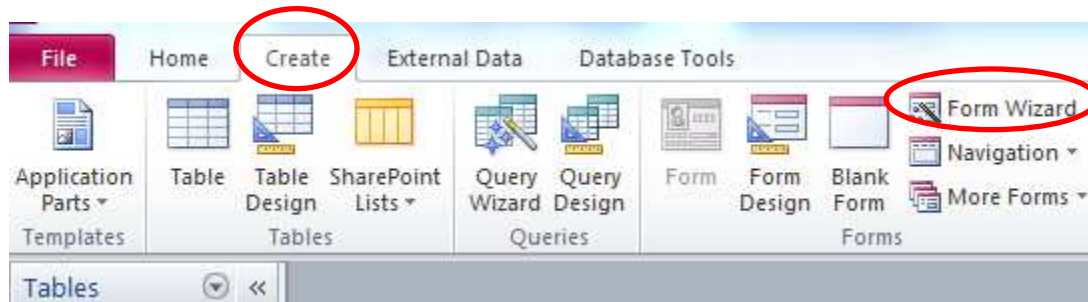 File Home Create External Data Database Tools
Application Parts
Table
Table Design
SharePoint Lists
Query Wizard
Query Design
Form
Form Design
Blank Form
Form Wizard
Navigation
More Forms
Templates Tables Queries Forms
Tables